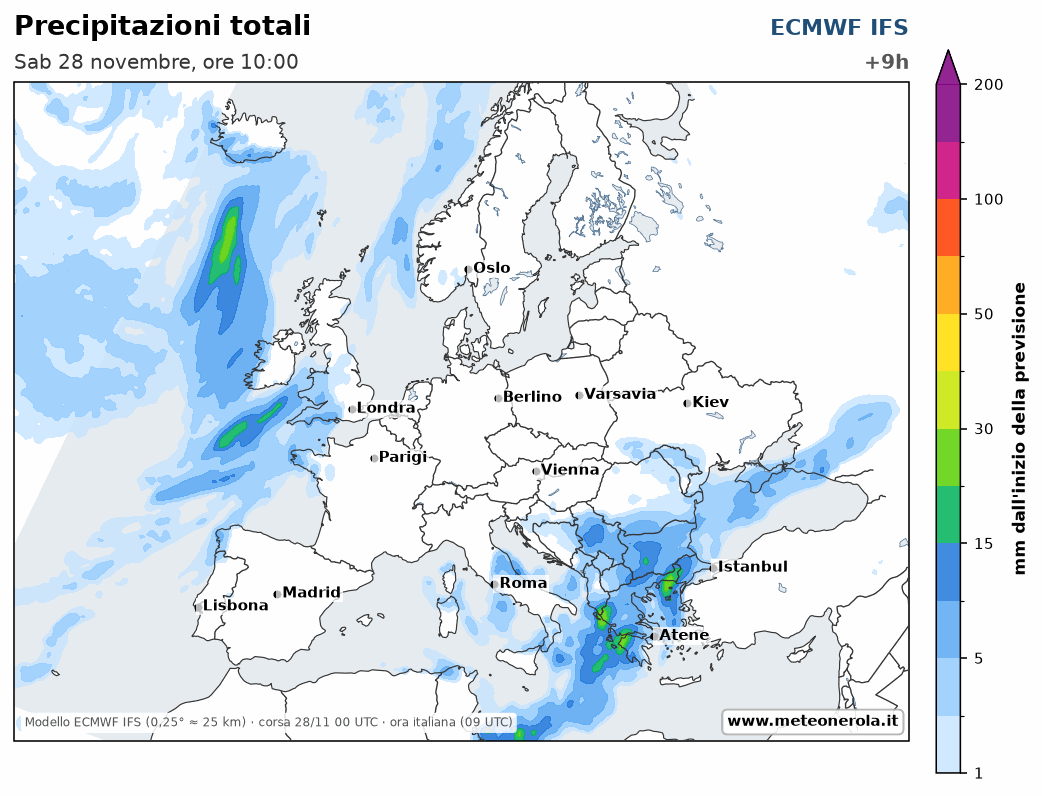 Precipitazioni totali
ECMWF IFS
Sab 28 novembre, ore 10:00
+9h
200
100
50
30
15
5
1
mm dall'inizio della previsione
Oslo
Berlino
Varsavia
Kiev
Londra
Parigi
Vienna
Istanbul
Roma
Madrid
Lisbona
Atene
Modello ECMWF IFS (0,25° ≈ 25 km) · corsa 28/11 00 UTC · ora italiana (09 UTC)
www.meteonerola.it